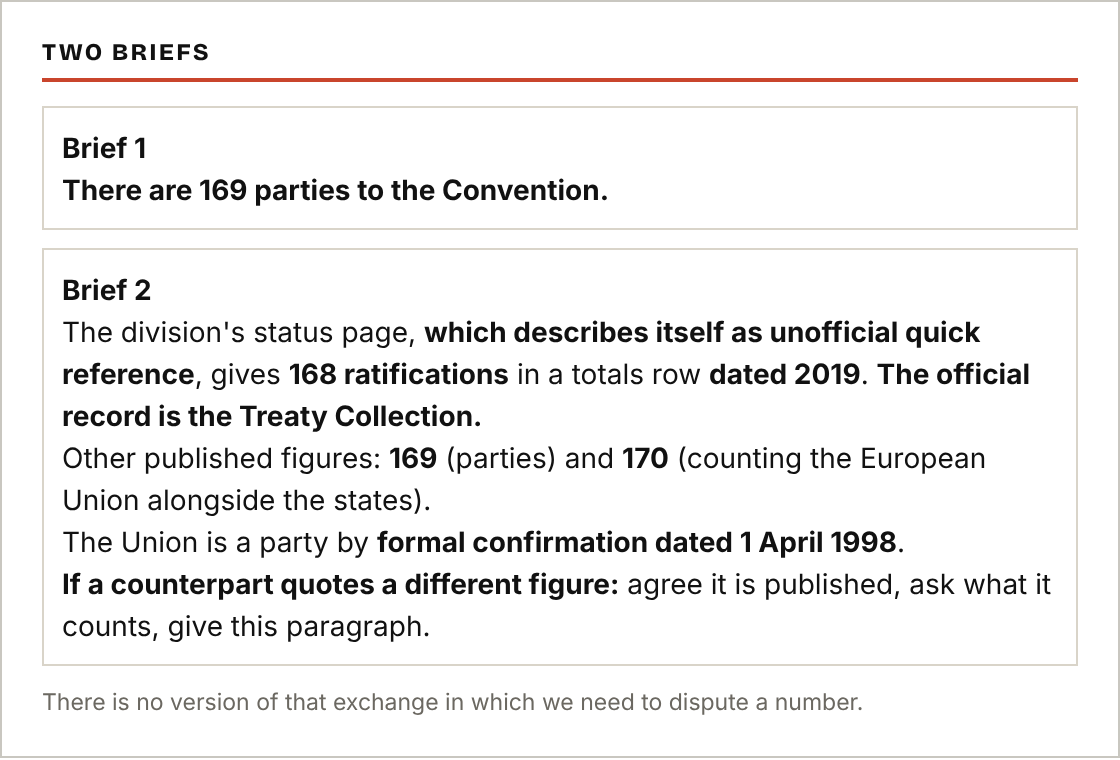 TWO BRIEFS
Brief 1
There are 169 parties to the Convention.
Brief 2
The division's status page, which describes itself as unofficial quick
reference, gives 168 ratifications in a totals row dated 2019. The official
record is the Treaty Collection.
Other published figures: 169 (parties) and 170 (counting the European
Union alongside the states).
The Union is a party by formal confirmation dated 1 April 1998.
If a counterpart quotes a different figure: agree it is published, ask what it
counts, give this paragraph.
There is no version of that exchange in which we need to dispute a number.